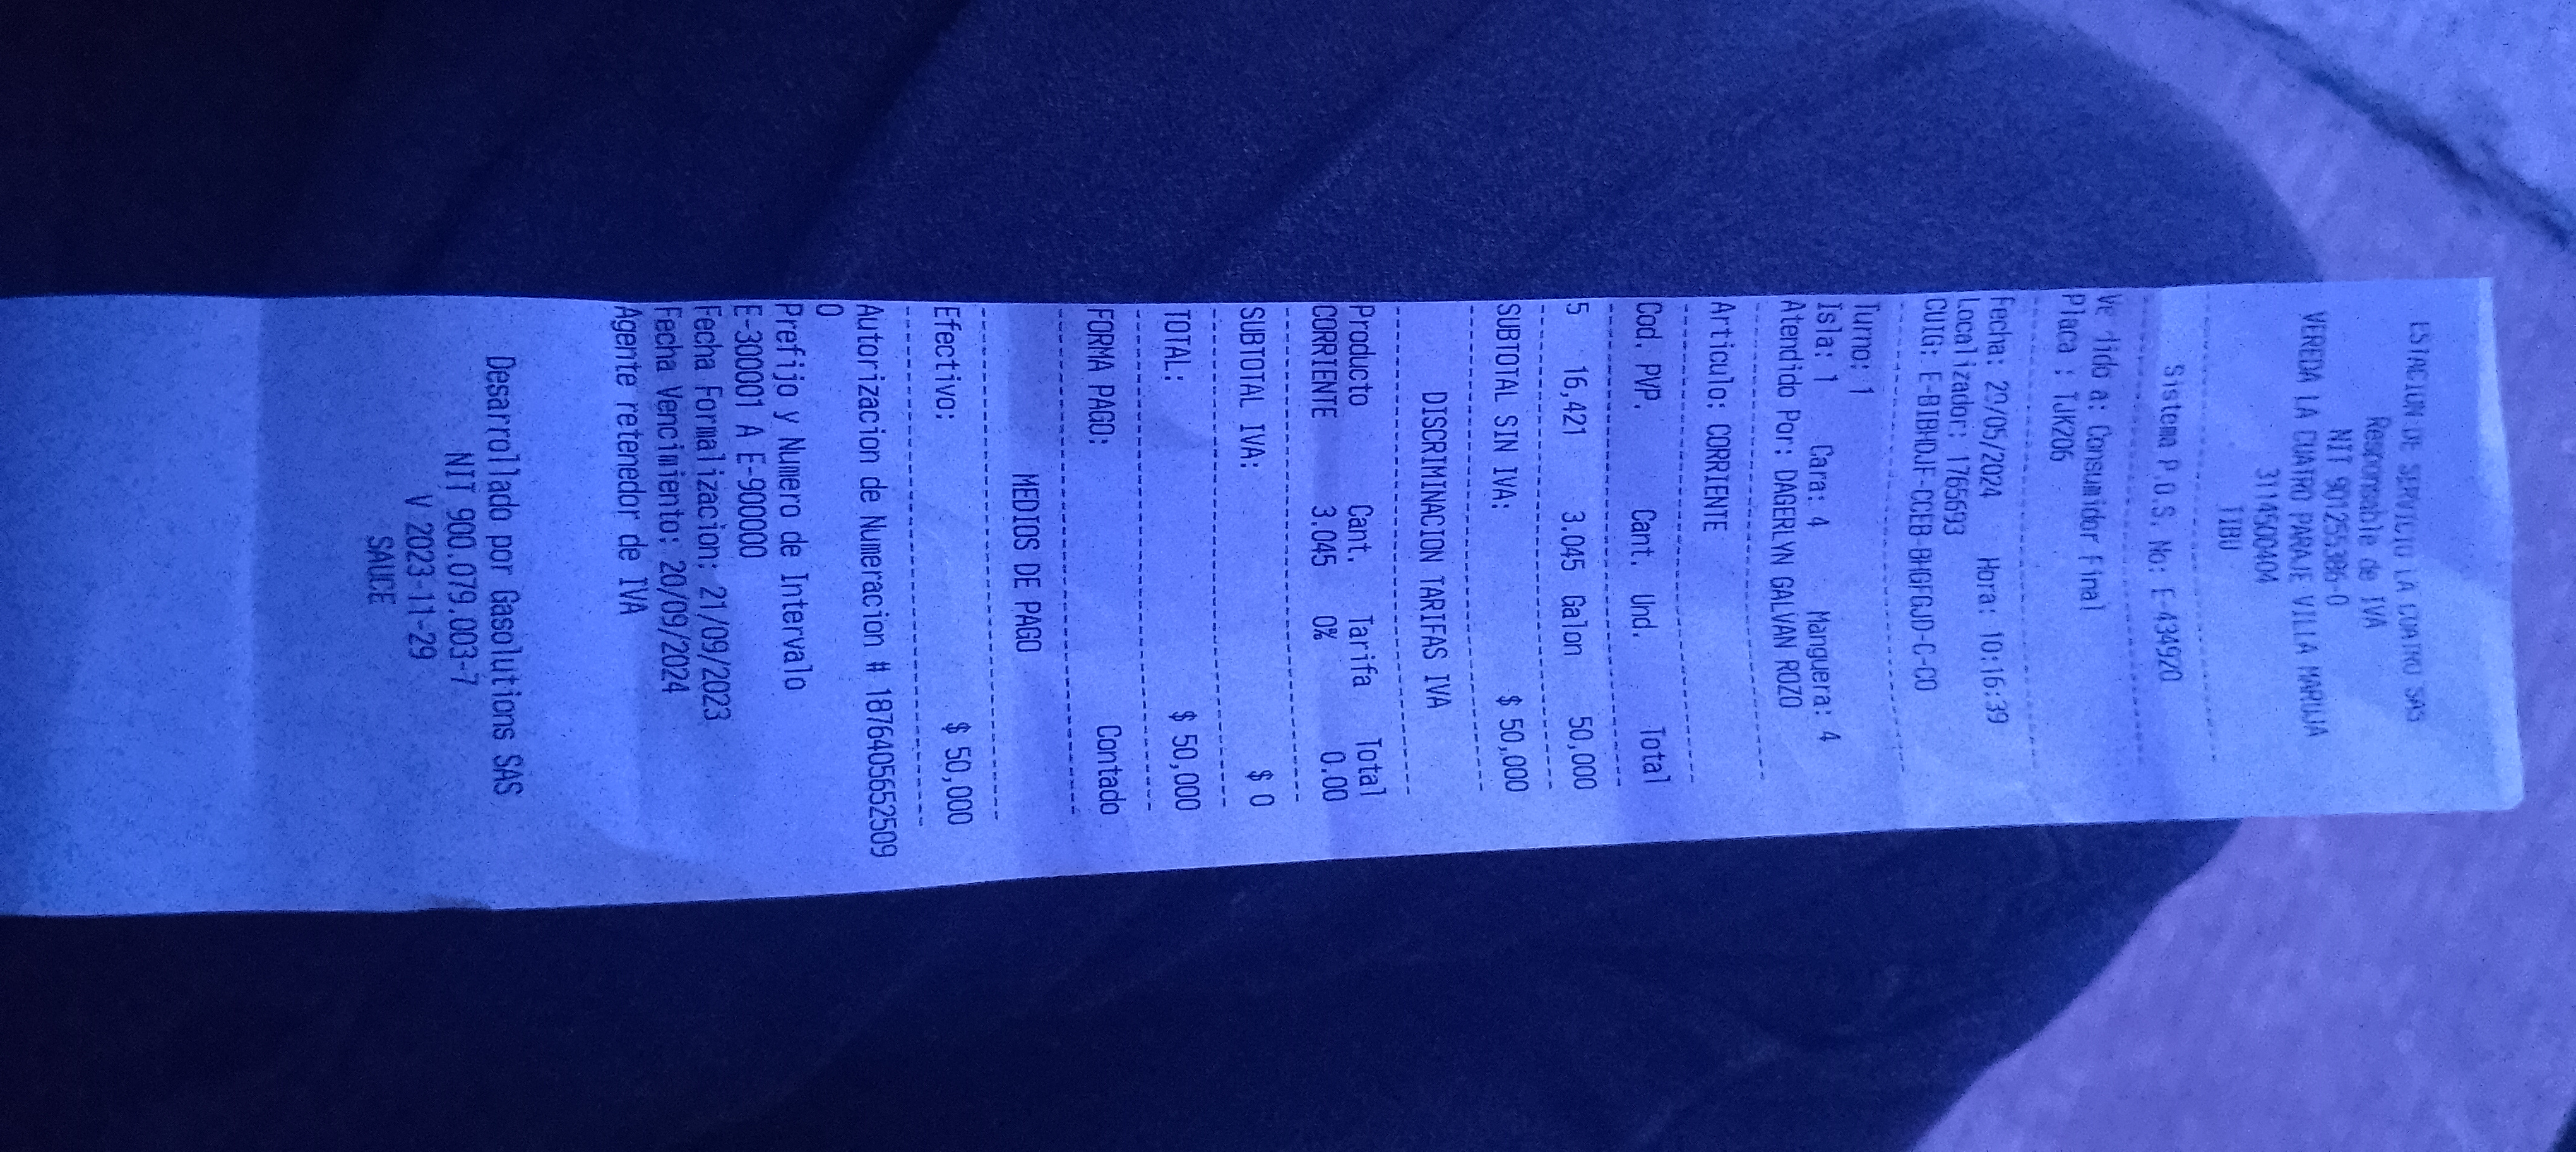 ESTACION DE SERVICIO LA CUATRO SAS
Responsable de IVA
NIT 901255386-0
VEREDA LA CUATRO PARAJE VILLA MARUJA
3114500404
TIBU
Sistema P.O.S. No: E-434920
Ve dido a: Consumidor Final
Placa : TJK206
Fecha: /05/2024 Hora: 10:16:39
Localizador: 1765693
CUIG: E-BIBHDJF-CCEB-BHGFGJD-C-CO
Turno: 1
Isla: 1 Cara: 4 Manguera: 4
Atendido Por: DAGERLYN GALVAN ROZO
Articulo: CORRIENTE
Cod. PVP. Cant. Und. Total
5 16,421 3.045 Galon 50,000
SUBTOTAL SIN IVA: $ 50,000
DISCRIMINACION TARIFAS IVA
Producto Cant. Tarifa Total
CORRIENTE 3.045 0% 0.00
SUBTOTAL IVA: $ 0
TOTAL: $ 50,000
FORMA PAGO: Contado
MEDIOS DE PAGO
Efectivo: $ 50,000
Autorizacion de Numeracion # 1876405652509
0
Prefijo y Numero de Intervalo
E-300001 A E-900000
Fecha Formalizacion: 21/09/2023
Fecha Vencimiento: 20/09/2024
Agente retenedor de IVA
Desarrollado por Gasolutions SAS
NIT 900.079.003-7
V 2023-11-29
SAUCE